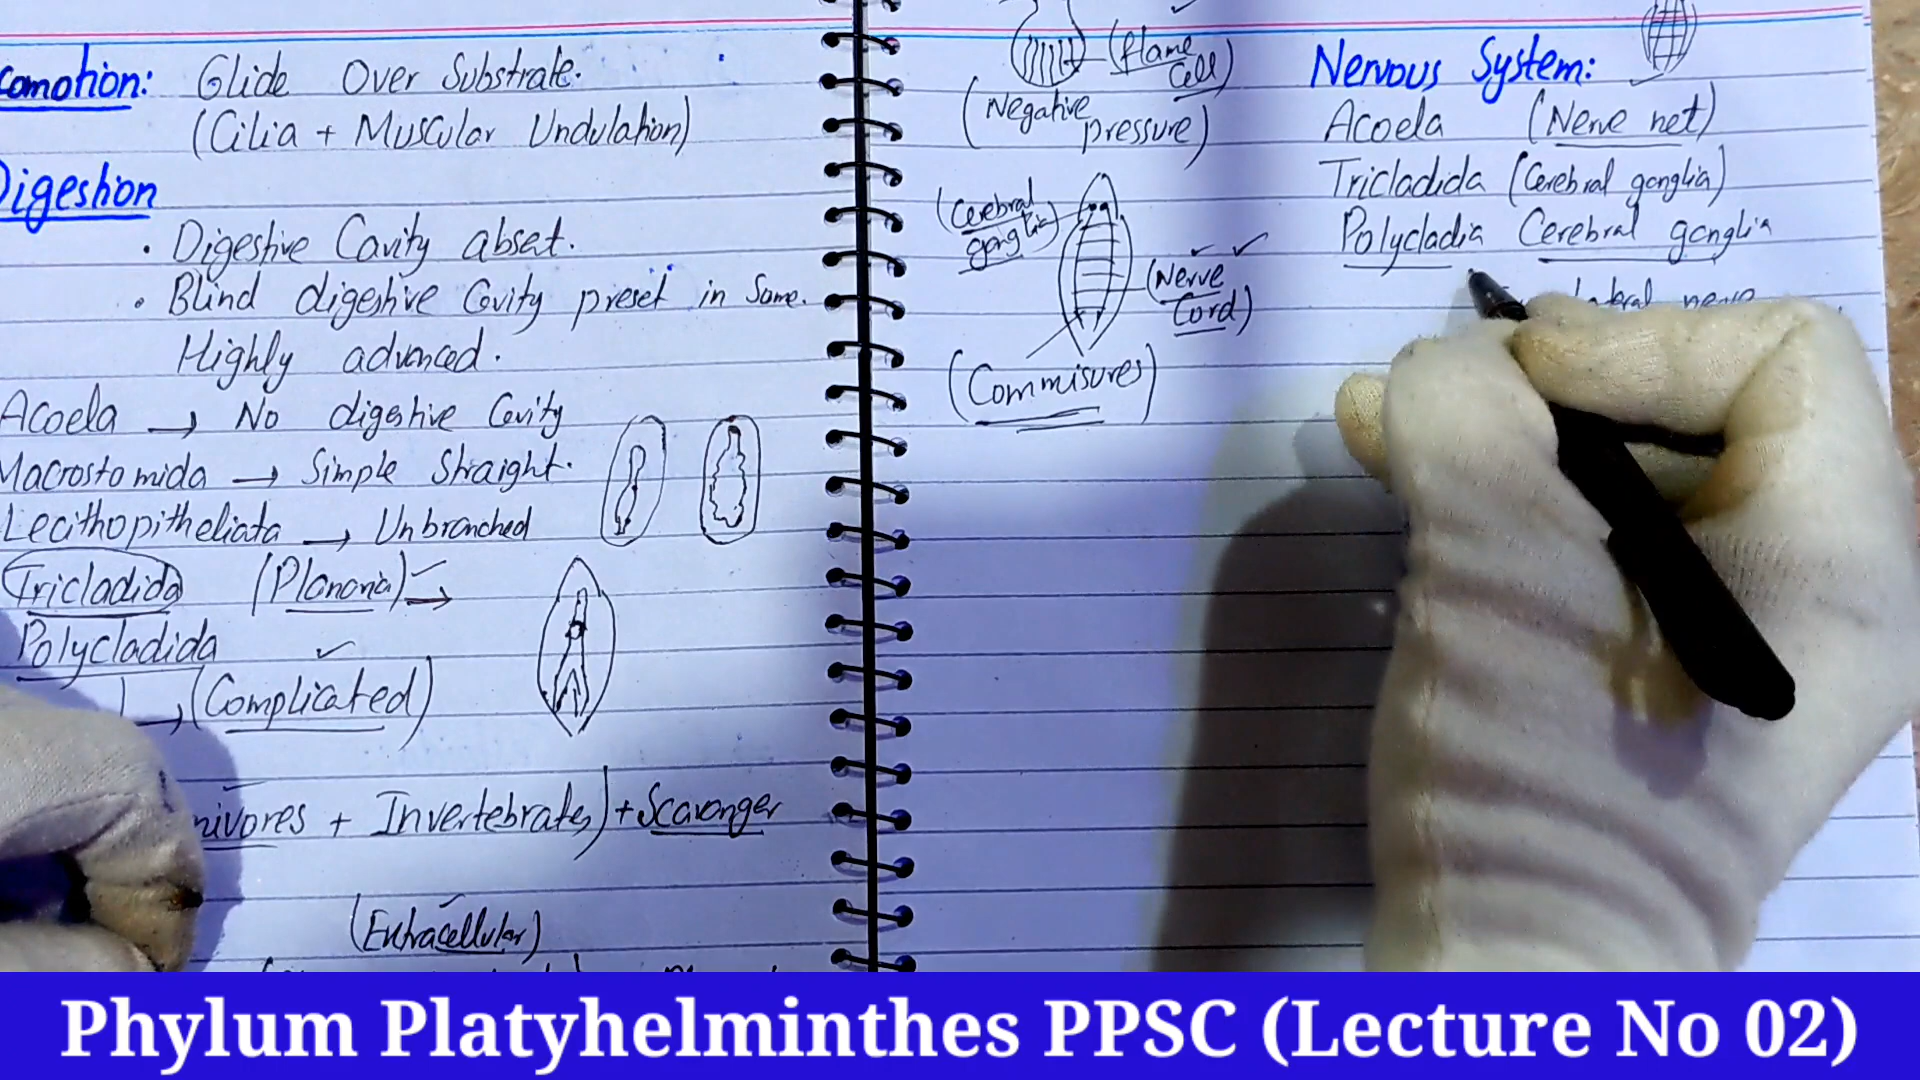 comotion: Glide Over Substrate.
(Cilia + Muscular Undulation)
Digestion
• Digestive Cavity abset.
• Blind digestive Cavity preset in Some.
Highly advanced.
Acoela → No digestive Cavity
Macrostomida → Simple Straight.
Lecithopitheliata → Unbranched
Tricladida (Planaria) →
Polycladida
→ (Complicated)
nivores + Invertebrates) + Scavanger
(Extracellular)
(flame
Cell)
(Negative
pressure)
(Cerebral
ganglia)
(Nerve
Cord)
(Commisures)
Nervous System:
Acoela (Nerve net)
Tricladida (Cerebral ganglia)
Polycladia Cerebral ganglia
nerve
Phylum Platyhelminthes PPSC (Lecture No 02)